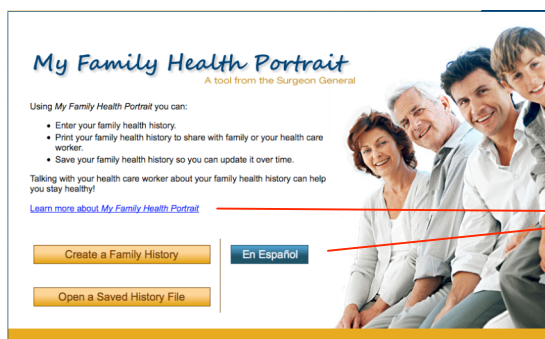 My Family Health Portrait
A tool from the Surgeon General
Using My Family Health Portrait you can:
• Enter your family health history.
• Print your family health history to share with family or your health care
worker.
• Save your family health history so you can update it over time.
Talking with your health care worker about your family health history can help
you stay healthy!
Learn more about My Family Health Portrait
Create a Family History
En Español
Open a Saved History File